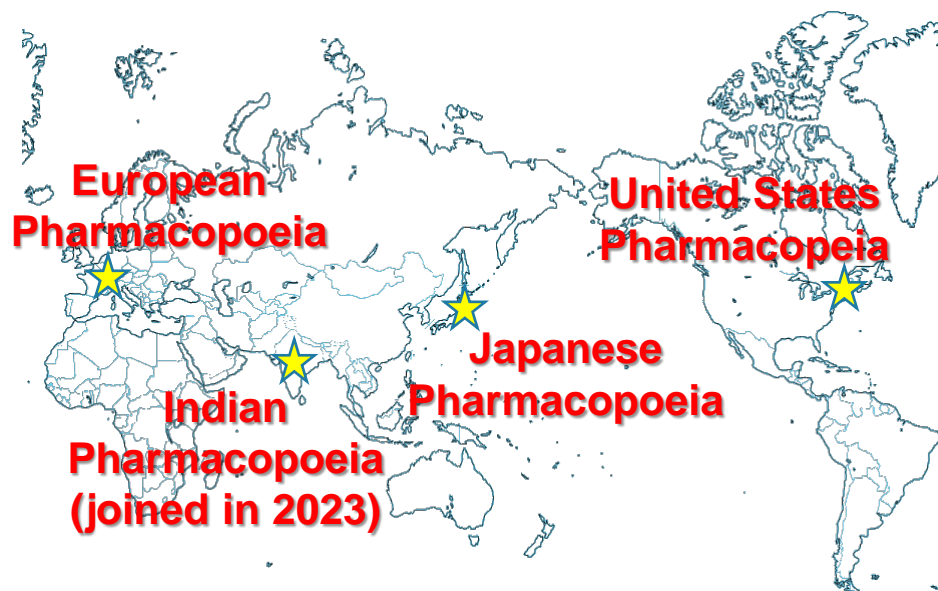 European
Pharmacopoeia
United States
Pharmacopeia
Japanese
Pharmacopoeia
Indian
Pharmacopoeia
(joined in 2023)